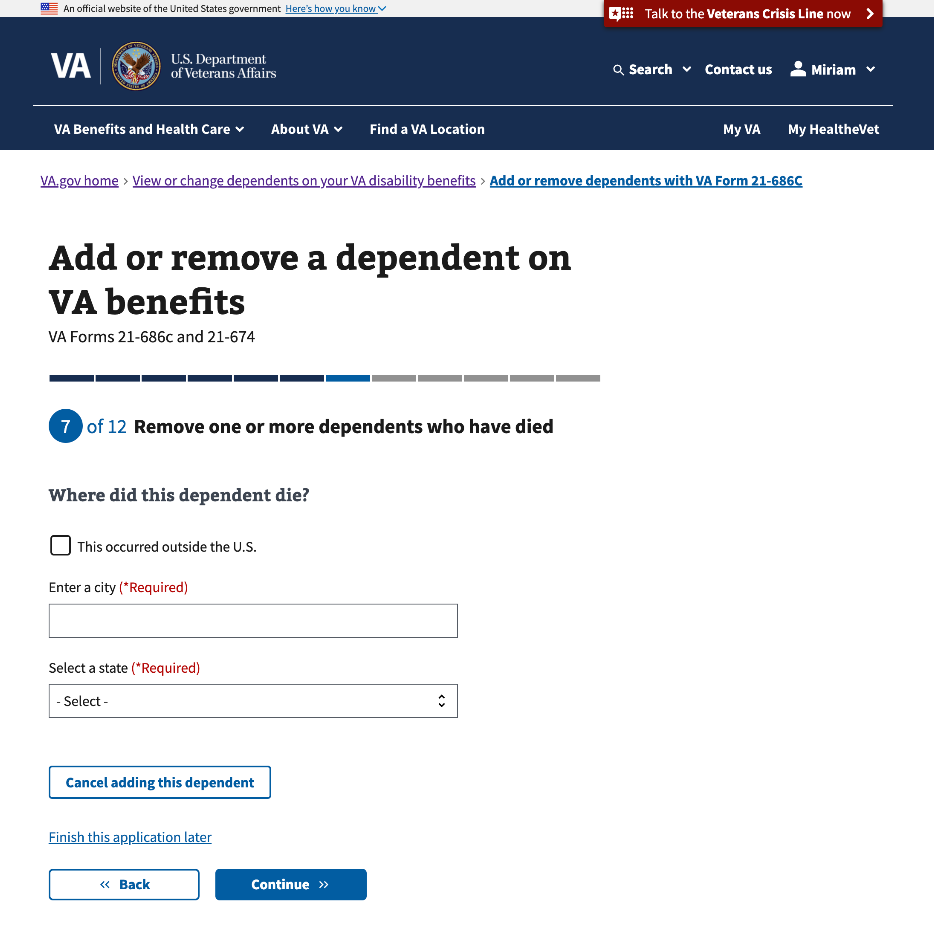 An official website of the United States government Here's how you know
Talk to the Veterans Crisis Line now
VA
U.S. Department
of Veterans Affairs
Search
Contact us
Miriam
VA Benefits and Health Care
About VA
Find a VA Location
My VA
My HealtheVet
VA.gov home › View or change dependents on your VA disability benefits › Add or remove dependents with VA Form 21-686C
Add or remove a dependent on
VA benefits
VA Forms 21-686c and 21-674
7 of 12 Remove one or more dependents who have died
Where did this dependent die?
This occurred outside the U.S.
Enter a city (*Required)
Select a state (*Required)
- Select -
Cancel adding this dependent
Finish this application later
« Back
Continue »